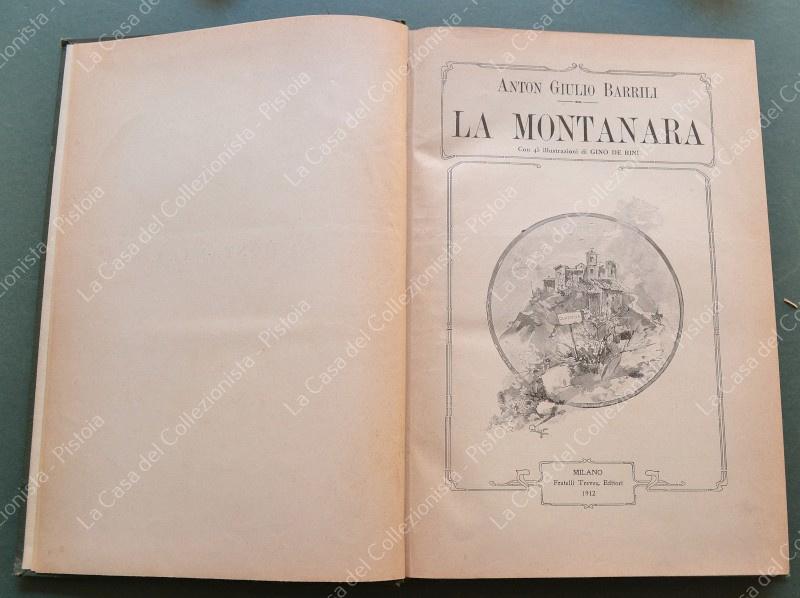 ANTON GIULIO BARRILI
LA MONTANARA
Con 45 illustrazioni di GINO DE BINI
MILANO
Fratelli Treves, Editori
1912
La Casa del Collezionista - Pistoia